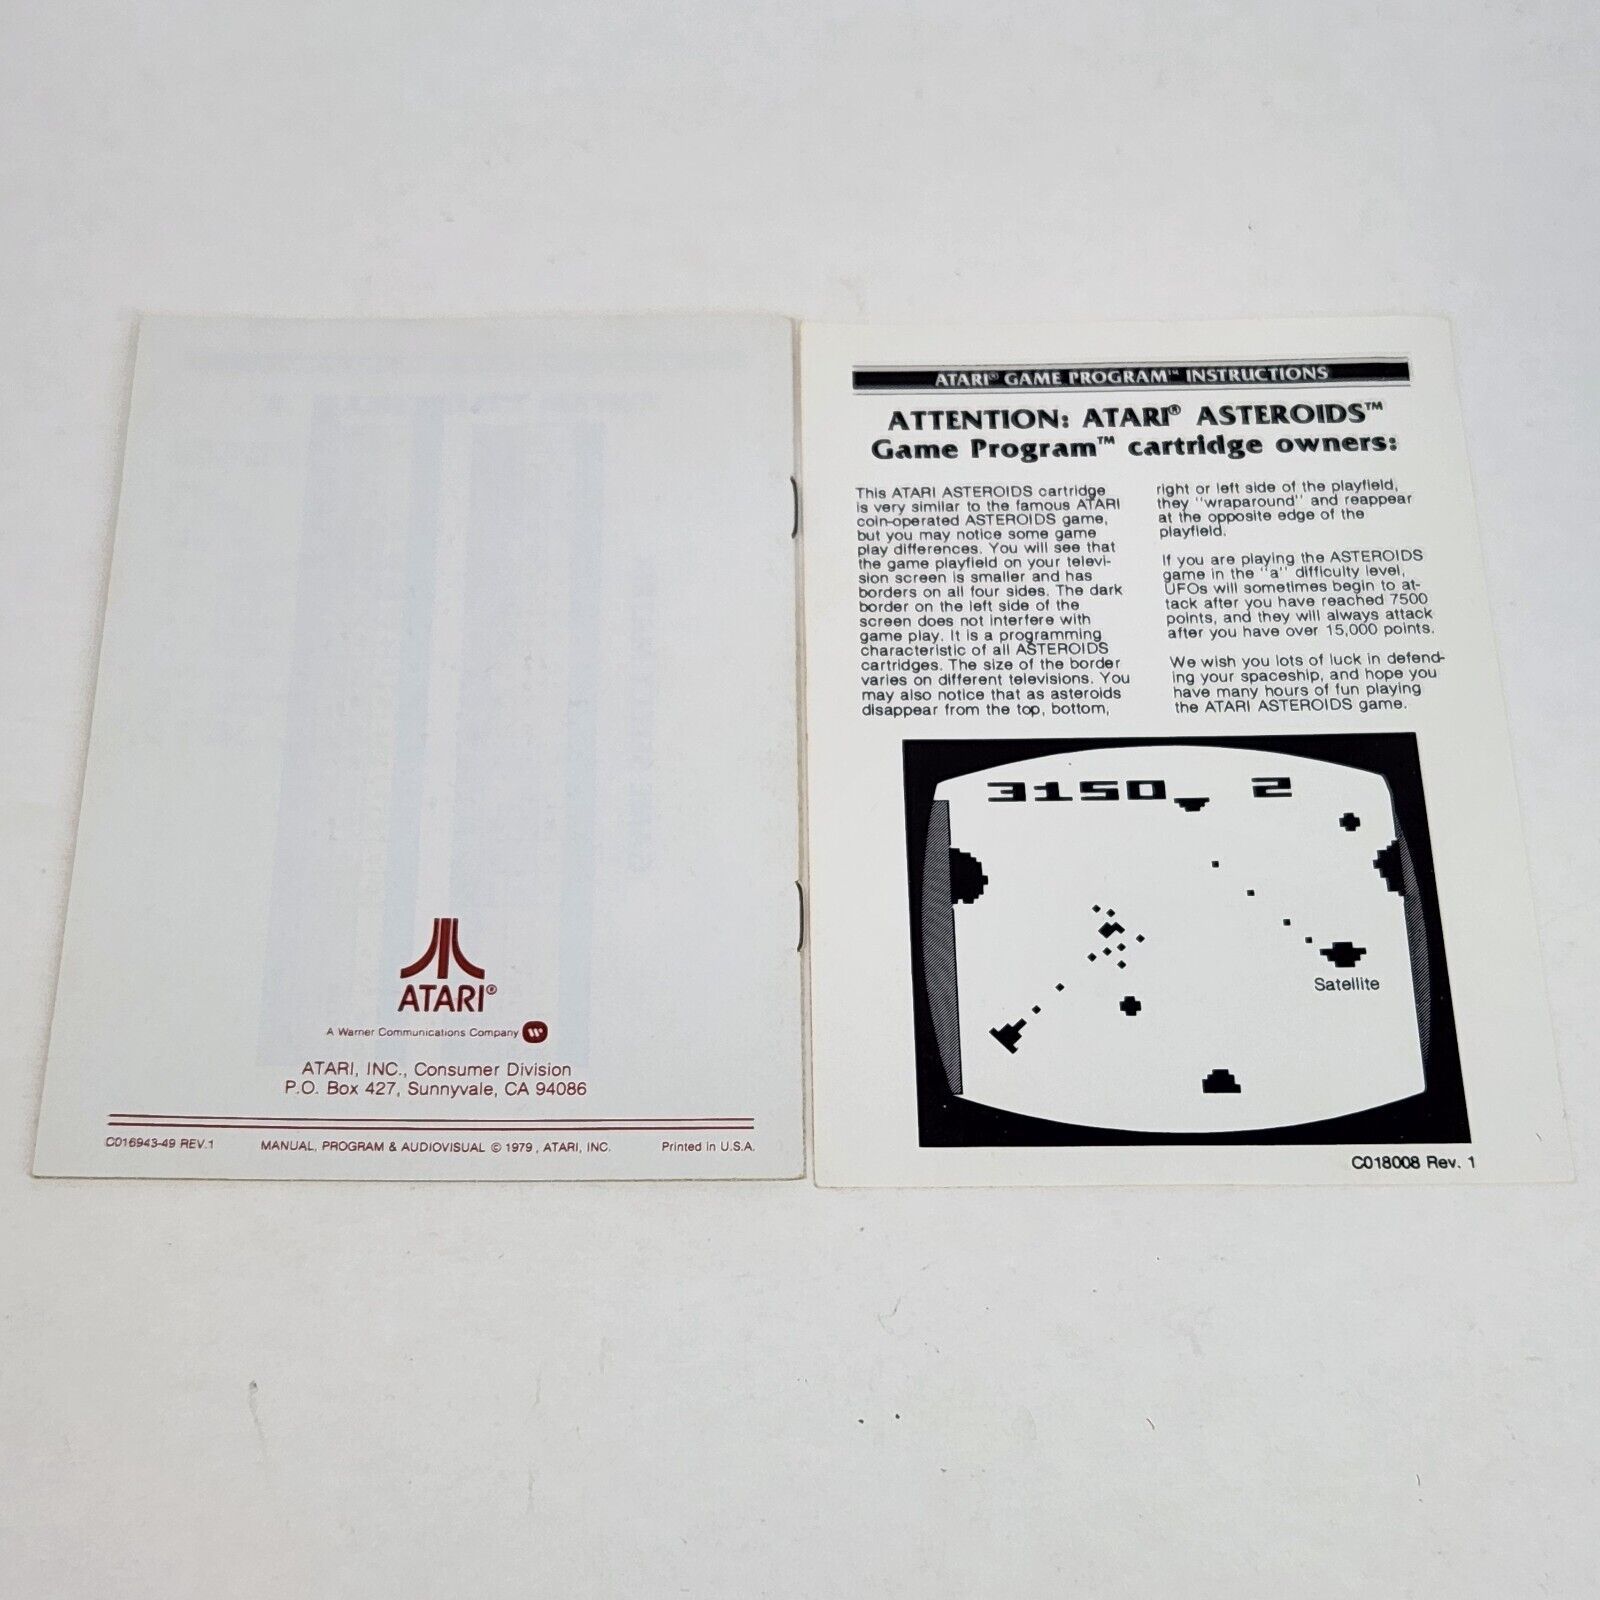 ATARI®
A Warner Communications Company
ATARI, INC., Consumer Division
P.O. Box 427, Sunnyvale, CA 94086
C016943-49 REV.1 MANUAL, PROGRAM & AUDIOVISUAL © 1979, ATARI, INC. Printed in U.S.A.
ATARI® GAME PROGRAM™ INSTRUCTIONS
ATTENTION: ATARI® ASTEROIDS™
Game Program™ cartridge owners:
This ATARI ASTEROIDS cartridge
is very similar to the famous ATARI
coin-operated ASTEROIDS game,
but you may notice some game
play differences. You will see that
the game playfield on your televi-
sion screen is smaller and has
borders on all four sides. The dark
border on the left side of the
screen does not interfere with
game play. It is a programming
characteristic of all ASTEROIDS
cartridges. The size of the border
varies on different televisions. You
may also notice that as asteroids
disappear from the top, bottom,
right or left side of the playfield,
they "wraparound" and reappear
at the opposite edge of the
playfield.
If you are playing the ASTEROIDS
game in the "a" difficulty level,
UFOs will sometimes begin to at-
tack after you have reached 7500
points, and they will always attack
after you have over 15,000 points.
We wish you lots of luck in defend-
ing your spaceship, and hope you
have many hours of fun playing
the ATARI ASTEROIDS game.
3150 2
Satellite
C018008 Rev. 1